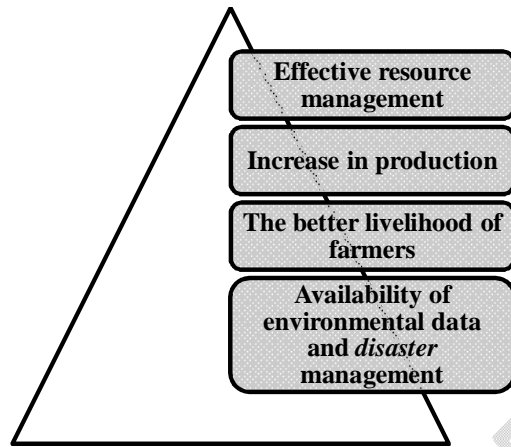 Effective resource
management
Increase in production
The better livelihood of
farmers
Availability of
environmental data
and disaster
management